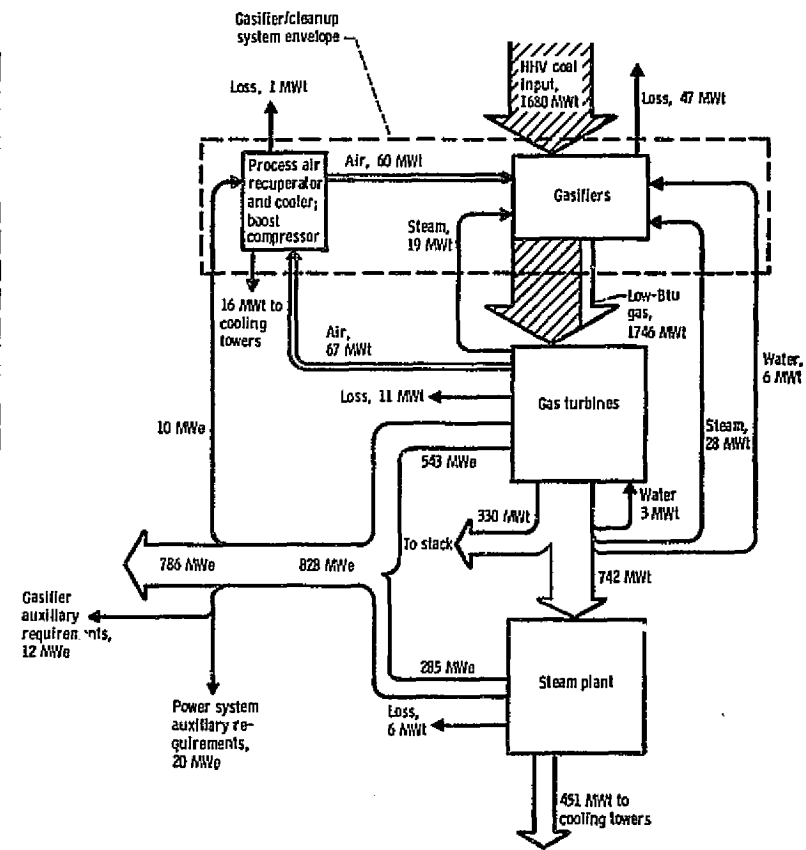 Gasifier/cleanup
system envelope
HHV coal
input,
1680 MWt
Loss, 1 MWt
Loss, 47 MWt
Process air
recuperator
and cooler;
boost
compressor
Air, 60 MWt
Gasifiers
Steam,
19 MWt
16 MWt to
cooling
towers
Low-Btu
gas,
1746 MWt
Air,
67 MWt
Water,
6 MWt
Loss, 11 MWt
Gas turbines
10 MWe
Steam,
28 MWt
543 MWe
330 MWt
Water
3 MWt
To stack
786 MWe
828 MWe
742 MWt
Gasifier
auxiliary
requirements,
12 MWe
285 MWe
Steam plant
Loss,
6 MWt
Power system
auxiliary re-
quirements,
20 MWe
451 MWt to
cooling towers